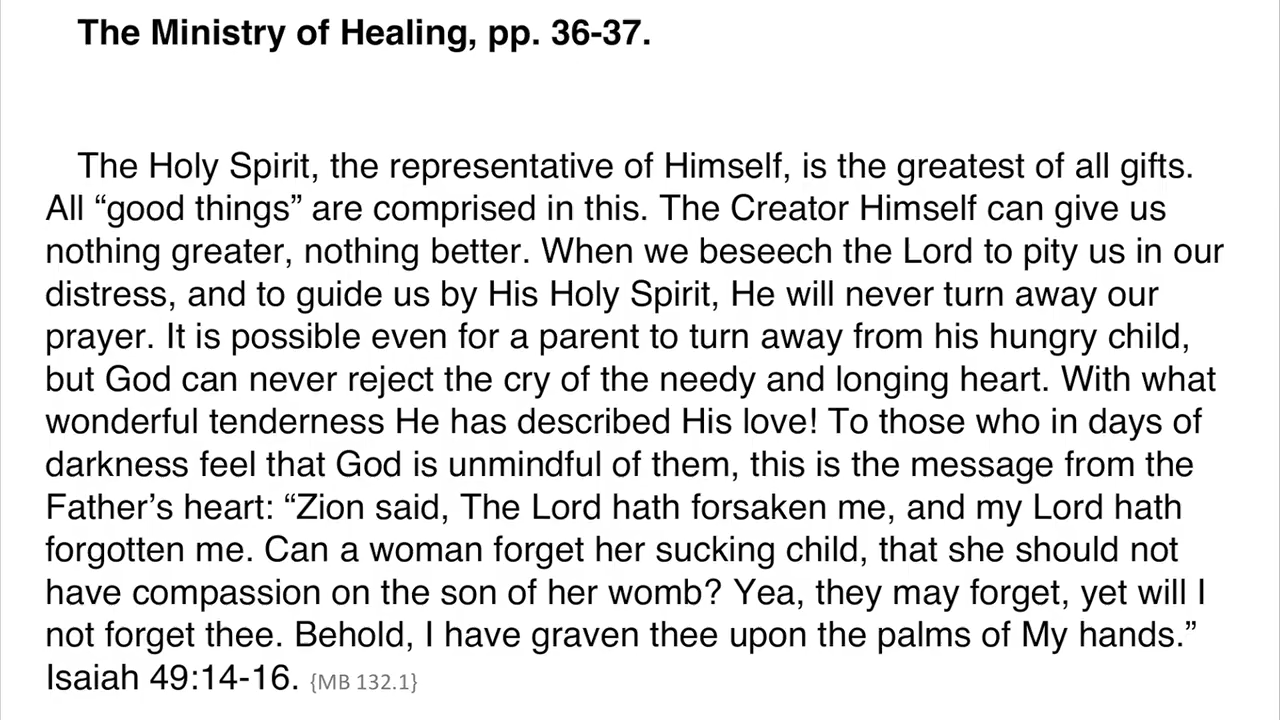 The Ministry of Healing, pp. 36-37.
The Holy Spirit, the representative of Himself, is the greatest of all gifts.
All “good things” are comprised in this. The Creator Himself can give us
nothing greater, nothing better. When we beseech the Lord to pity us in our
distress, and to guide us by His Holy Spirit, He will never turn away our
prayer. It is possible even for a parent to turn away from his hungry child,
but God can never reject the cry of the needy and longing heart. With what
wonderful tenderness He has described His love! To those who in days of
darkness feel that God is unmindful of them, this is the message from the
Father’s heart: “Zion said, The Lord hath forsaken me, and my Lord hath
forgotten me. Can a woman forget her sucking child, that she should not
have compassion on the son of her womb? Yea, they may forget, yet will I
not forget thee. Behold, I have graven thee upon the palms of My hands.”
Isaiah 49:14-16. {MB 132.1}